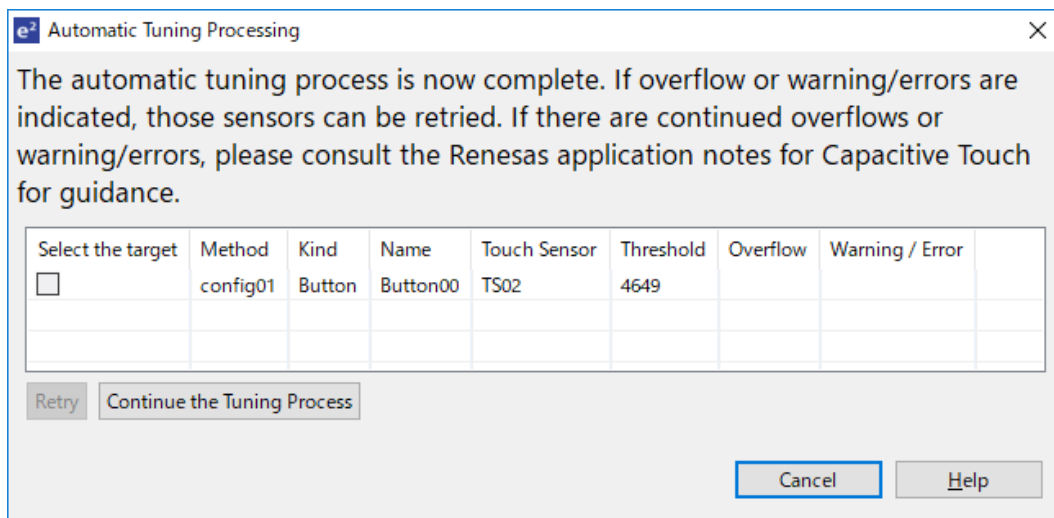 e² Automatic Tuning Processing
The automatic tuning process is now complete. If overflow or warning/errors are
indicated, those sensors can be retried. If there are continued overflows or
warning/errors, please consult the Renesas application notes for Capacitive Touch
for guidance.
Select the target Method Kind Name Touch Sensor Threshold Overflow Warning / Error
config01 Button Button00 TS02 4649
Retry Continue the Tuning Process
Cancel Help